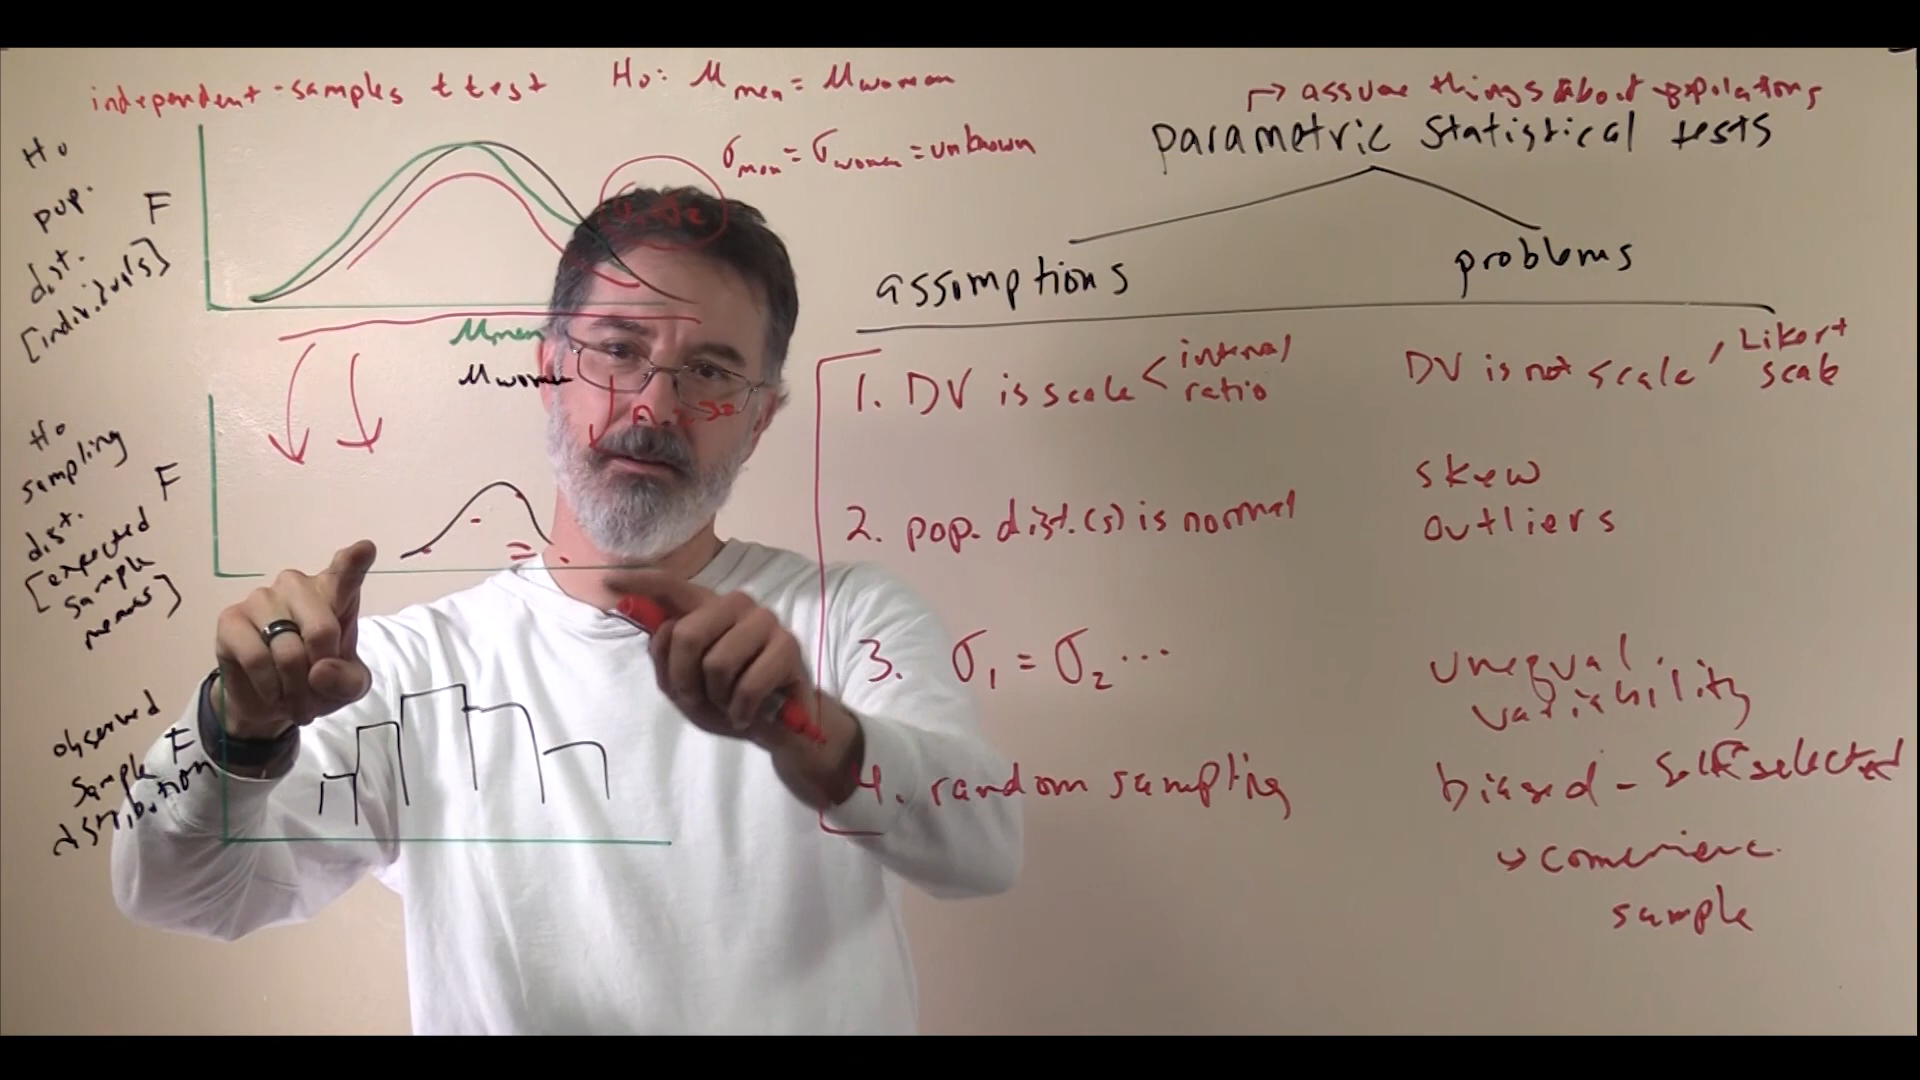 independent-samples t test
H0: μmen = μwomen
σmen = σwomen = unknown
H0
pop.
dist.
[individuals]
F
μmen
μwomen
H0
sampling
dist.
[expected
sample
means]
F
observed
sample
distribution
F
↱ assume things about populations
parametric statistical tests
assumptions
problems
1. DV is scale < interval
ratio
DV is not scale, Likert
scale
2. pop. dist.(s) is normal
skew
outliers
3. σ1 = σ2 ...
unequal
variability
4. random sampling
biased - self selected
↳ convenienc
sample